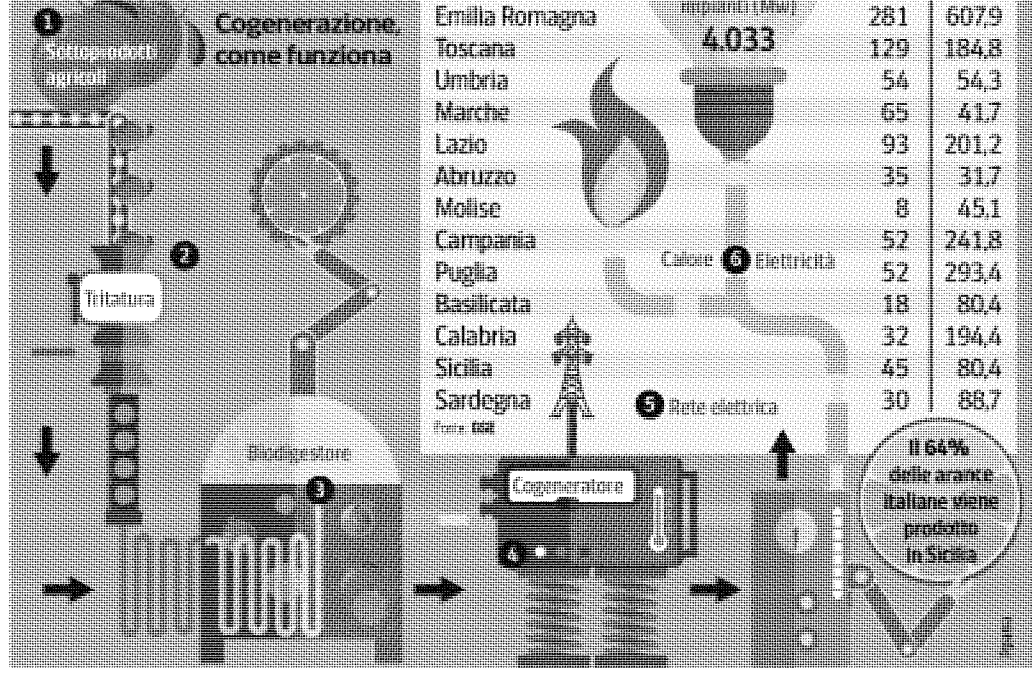 1
Sottoprodotti
agricoli
Cogenerazione,
come funziona
impianti (Mw)
4.033
Emilia Romagna 281 607,9
Toscana 129 184,8
Umbria 54 54,3
Marche 65 41,7
Lazio 93 201,2
Abruzzo 35 31,7
Molise 8 45,1
Campania 52 241,8
Puglia 52 293,4
Basilicata 18 80,4
Calabria 32 194,4
Sicilia 45 80,4
Sardegna 30 88,7
Fonte: GSE
2
Tritatura
Calore 6 Elettricità
5 Rete elettrica
Biodigestore
3
Cogeneratore
4
Il 64%
delle arance
italiane viene
prodotto
in Sicilia